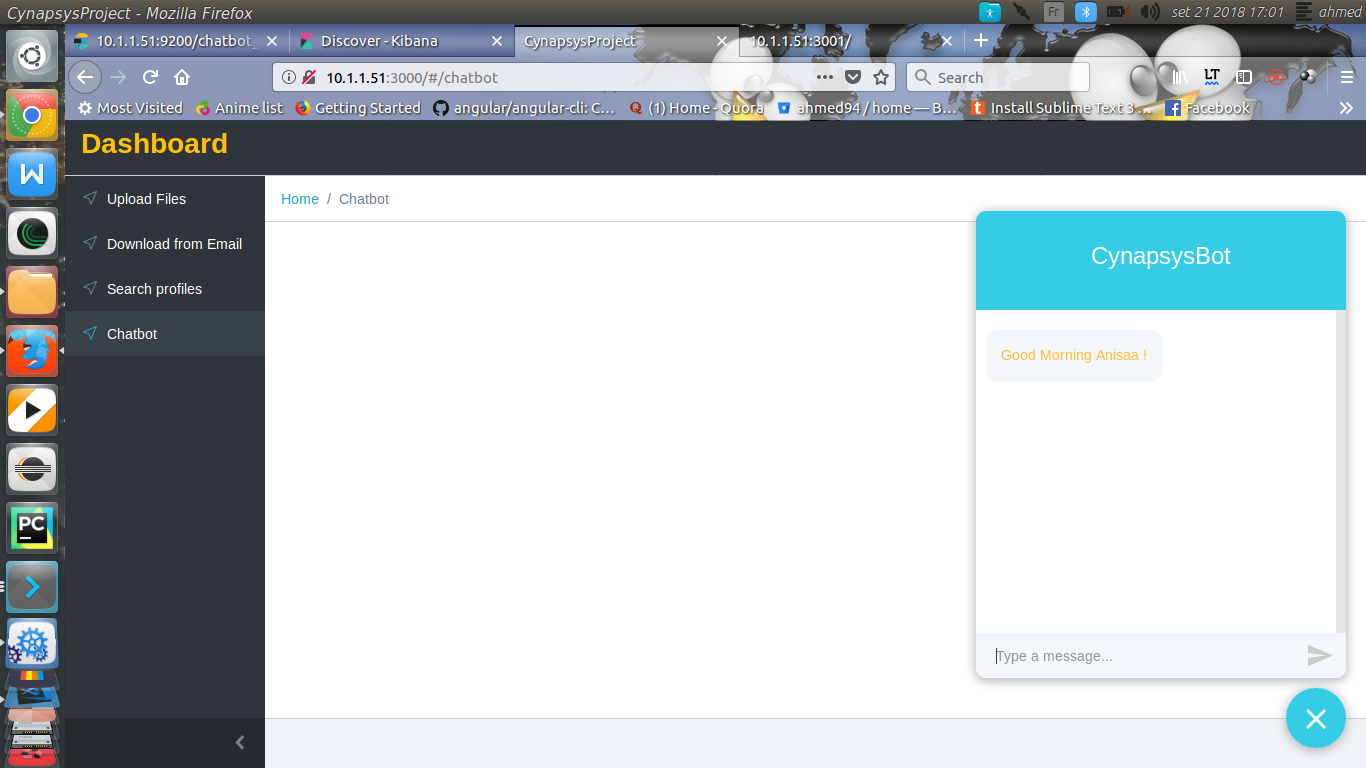 CynapsysProject - Mozilla Firefox
Fr
set 21 2018 17:01
ahmed
10.1.1.51:9200/chatbot_
Discover - Kibana
CynapsysProject
10.1.1.51:3001/
10.1.1.51:3000/#/chatbot
Search
LT
Most Visited
Anime list
Getting Started
angular/angular-cli: C...
(1) Home - Quora
ahmed94 / home — B...
Install Sublime Text 3 ...
Facebook
Dashboard
Upload Files
Download from Email
Search profiles
Chatbot
Home / Chatbot
CynapsysBot
Good Morning Anisaa !
Type a message...
PC